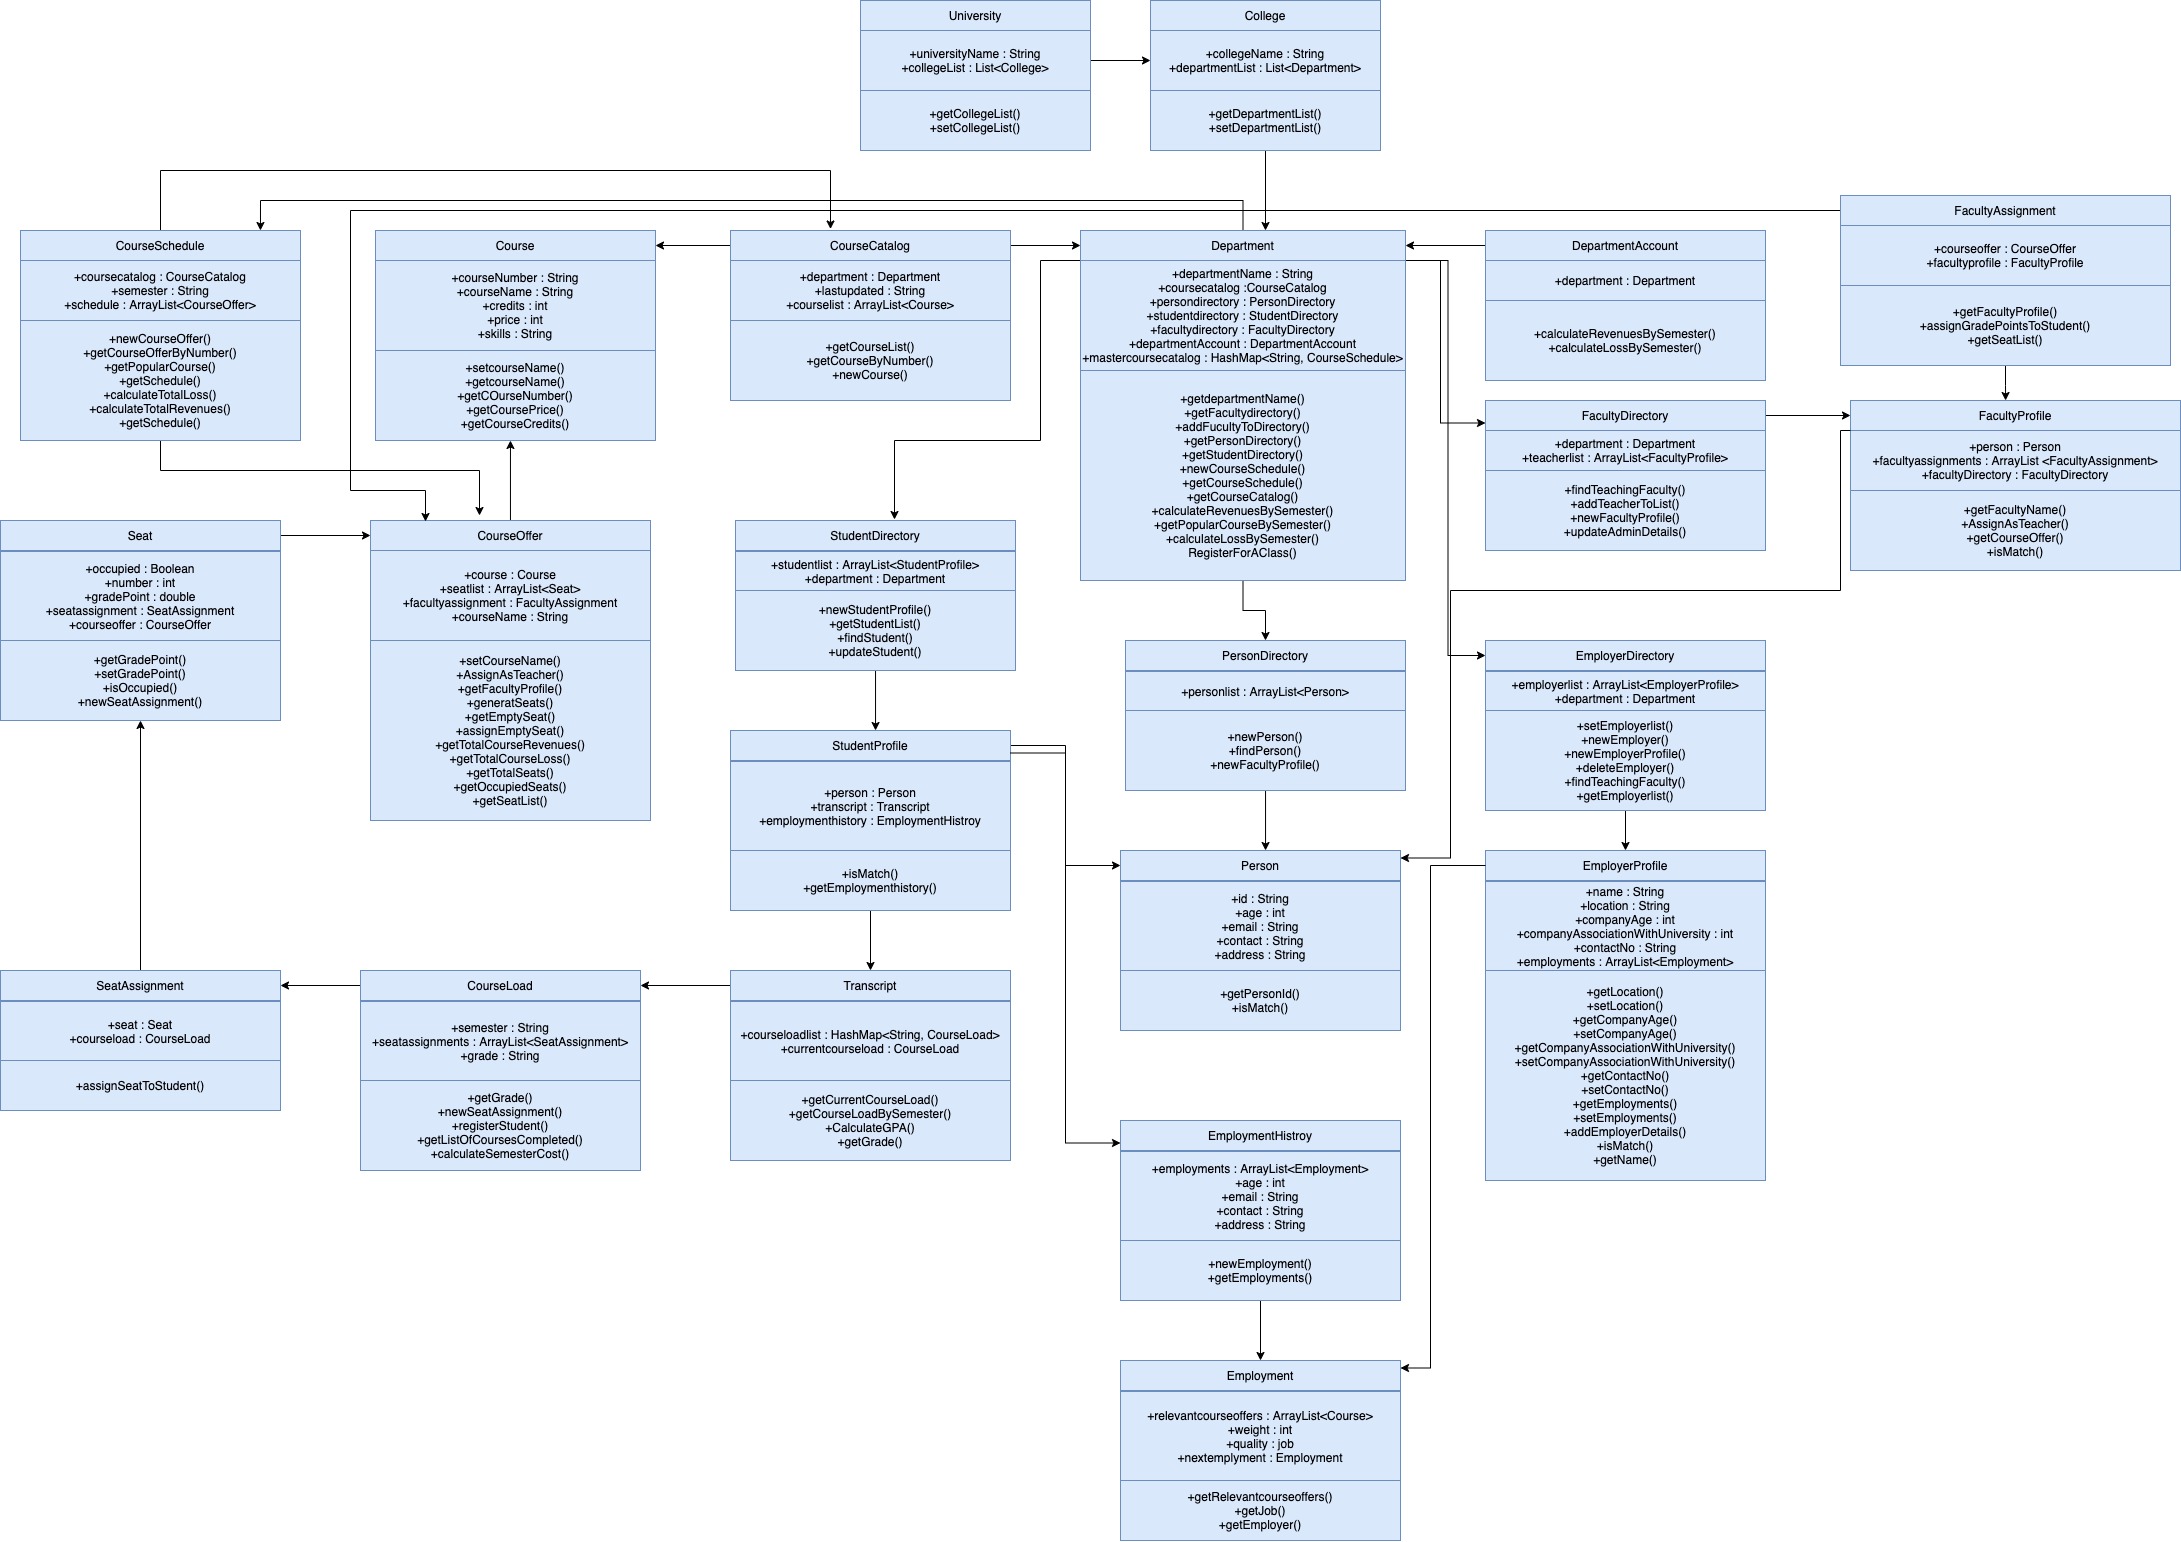 University
+universityName : String
+collegeList : List<College>
+getCollegeList()
+setCollegeList()
College
+collegeName : String
+departmentList : List<Department>
+getDepartmentList()
+setDepartmentList()
CourseSchedule
+coursecatalog : CourseCatalog
+semester : String
+schedule : ArrayList<CourseOffer>
+newCourseOffer()
+getCourseOfferByNumber()
+getPopularCourse()
+getSchedule()
+calculateTotalLoss()
+calculateTotalRevenues()
+getSchedule()
Course
+courseNumber : String
+courseName : String
+credits : int
+price : int
+skills : String
+setcourseName()
+getcourseName()
+getCOurseNumber()
+getCoursePrice()
+getCourseCredits()
CourseCatalog
+department : Department
+lastupdated : String
+courselist : ArrayList<Course>
+getCourseList()
+getCourseByNumber()
+newCourse()
Department
+departmentName : String
+coursecatalog :CourseCatalog
+persondirectory : PersonDirectory
+studentdirectory : StudentDirectory
+facultydirectory : FacultyDirectory
+departmentAccount : DepartmentAccount
+mastercoursecatalog : HashMap<String, CourseSchedule>
+getdepartmentName()
+getFacultydirectory()
+addFucultyToDirectory()
+getPersonDirectory()
+getStudentDirectory()
+newCourseSchedule()
+getCourseSchedule()
+getCourseCatalog()
+calculateRevenuesBySemester()
+getPopularCourseBySemester()
+calculateLossBySemester()
RegisterForAClass()
DepartmentAccount
+department : Department
+calculateRevenuesBySemester()
+calculateLossBySemester()
FacultyAssignment
+courseoffer : CourseOffer
+facultyprofile : FacultyProfile
+getFacultyProfile()
+assignGradePointsToStudent()
+getSeatList()
FacultyDirectory
+department : Department
+teacherlist : ArrayList<FacultyProfile>
+findTeachingFaculty()
+addTeacherToList()
+newFacultyProfile()
+updateAdminDetails()
FacultyProfile
+person : Person
+facultyassignments : ArrayList <FacultyAssignment>
+facultyDirectory : FacultyDirectory
+getFacultyName()
+AssignAsTeacher()
+getCourseOffer()
+isMatch()
Seat
+occupied : Boolean
+number : int
+gradePoint : double
+seatassignment : SeatAssignment
+courseoffer : CourseOffer
+getGradePoint()
+setGradePoint()
+isOccupied()
+newSeatAssignment()
CourseOffer
+course : Course
+seatlist : ArrayList<Seat>
+facultyassignment : FacultyAssignment
+courseName : String
+setCourseName()
+AssignAsTeacher()
+getFacultyProfile()
+generatSeats()
+getEmptySeat()
+assignEmptySeat()
+getTotalCourseRevenues()
+getTotalCourseLoss()
+getTotalSeats()
+getOccupiedSeats()
+getSeatList()
StudentDirectory
+studentlist : ArrayList<StudentProfile>
+department : Department
+newStudentProfile()
+getStudentList()
+findStudent()
+updateStudent()
PersonDirectory
+personlist : ArrayList<Person>
+newPerson()
+findPerson()
+newFacultyProfile()
EmployerDirectory
+employerlist : ArrayList<EmployerProfile>
+department : Department
+setEmployerlist()
+newEmployer()
+newEmployerProfile()
+deleteEmployer()
+findTeachingFaculty()
+getEmployerlist()
StudentProfile
+person : Person
+transcript : Transcript
+employmenthistory : EmploymentHistroy
+isMatch()
+getEmploymenthistory()
Person
+id : String
+age : int
+email : String
+contact : String
+address : String
+getPersonId()
+isMatch()
EmployerProfile
+name : String
+location : String
+companyAge : int
+companyAssociationWithUniversity : int
+contactNo : String
+employments : ArrayList<Employment>
+getLocation()
+setLocation()
+getCompanyAge()
+setCompanyAge()
+getCompanyAssociationWithUniversity()
+setCompanyAssociationWithUniversity()
+getContactNo()
+setContactNo()
+getEmployments()
+setEmployments()
+addEmployerDetails()
+isMatch()
+getName()
SeatAssignment
+seat : Seat
+courseload : CourseLoad
+assignSeatToStudent()
CourseLoad
+semester : String
+seatassignments : ArrayList<SeatAssignment>
+grade : String
+getGrade()
+newSeatAssignment()
+registerStudent()
+getListOfCoursesCompleted()
+calculateSemesterCost()
Transcript
+courseloadlist : HashMap<String, CourseLoad>
+currentcourseload : CourseLoad
+getCurrentCourseLoad()
+getCourseLoadBySemester()
+CalculateGPA()
+getGrade()
EmploymentHistroy
+employments : ArrayList<Employment>
+age : int
+email : String
+contact : String
+address : String
+newEmployment()
+getEmployments()
Employment
+relevantcourseoffers : ArrayList<Course>
+weight : int
+quality : job
+nextemplyment : Employment
+getRelevantcourseoffers()
+getJob()
+getEmployer()